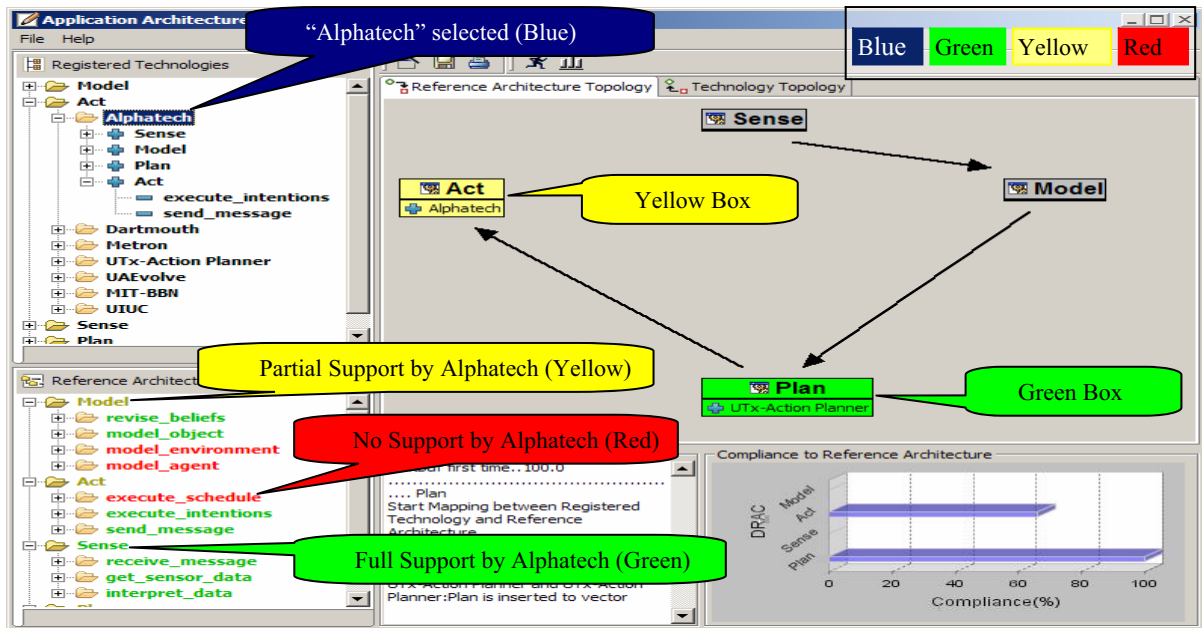 Application Architecture
"Alphatech" selected (Blue)
Blue Green Yellow Red
File Help
Registered Technologies
Model
Act
Alphatech
Sense
Model
Plan
Act
execute_intentions
send_message
Dartmouth
Metron
UTx-Action Planner
UAEvolve
MIT-BBN
UIUC
Sense
Plan
Reference Architecture Topology
Technology Topology
Sense
Act
Alphatech
Yellow Box
Model
Plan
UTx-Action Planner
Green Box
Partial Support by Alphatech (Yellow)
Model
revise_beliefs
model_object
model_environment
model_agent
Act
execute_schedule
execute_intentions
send_message
Sense
receive_message
get_sensor_data
interpret_data
No Support by Alphatech (Red)
Full Support by Alphatech (Green)
first time..100.0
.... Plan
Start Mapping between Registered
Technology and Reference
Architecture
UTx-Action Planner and UTx-Action
Planner:Plan is inserted to vector
Compliance to Reference Architecture
DRAC
Model
Act
Sense
Plan
0 20 40 60 80 100
Compliance(%)